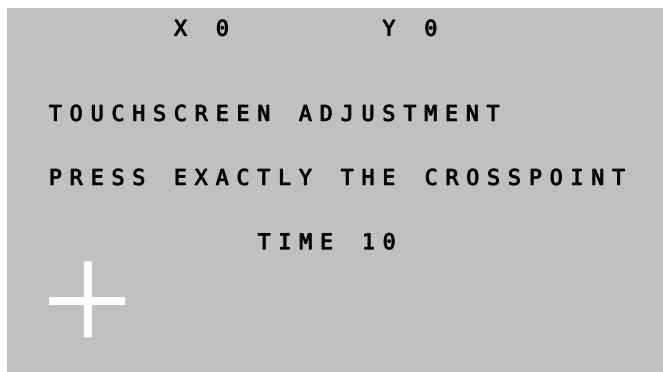 X 0 Y 0
TOUCHSCREEN ADJUSTMENT
PRESS EXACTLY THE CROSSPOINT
TIME 10